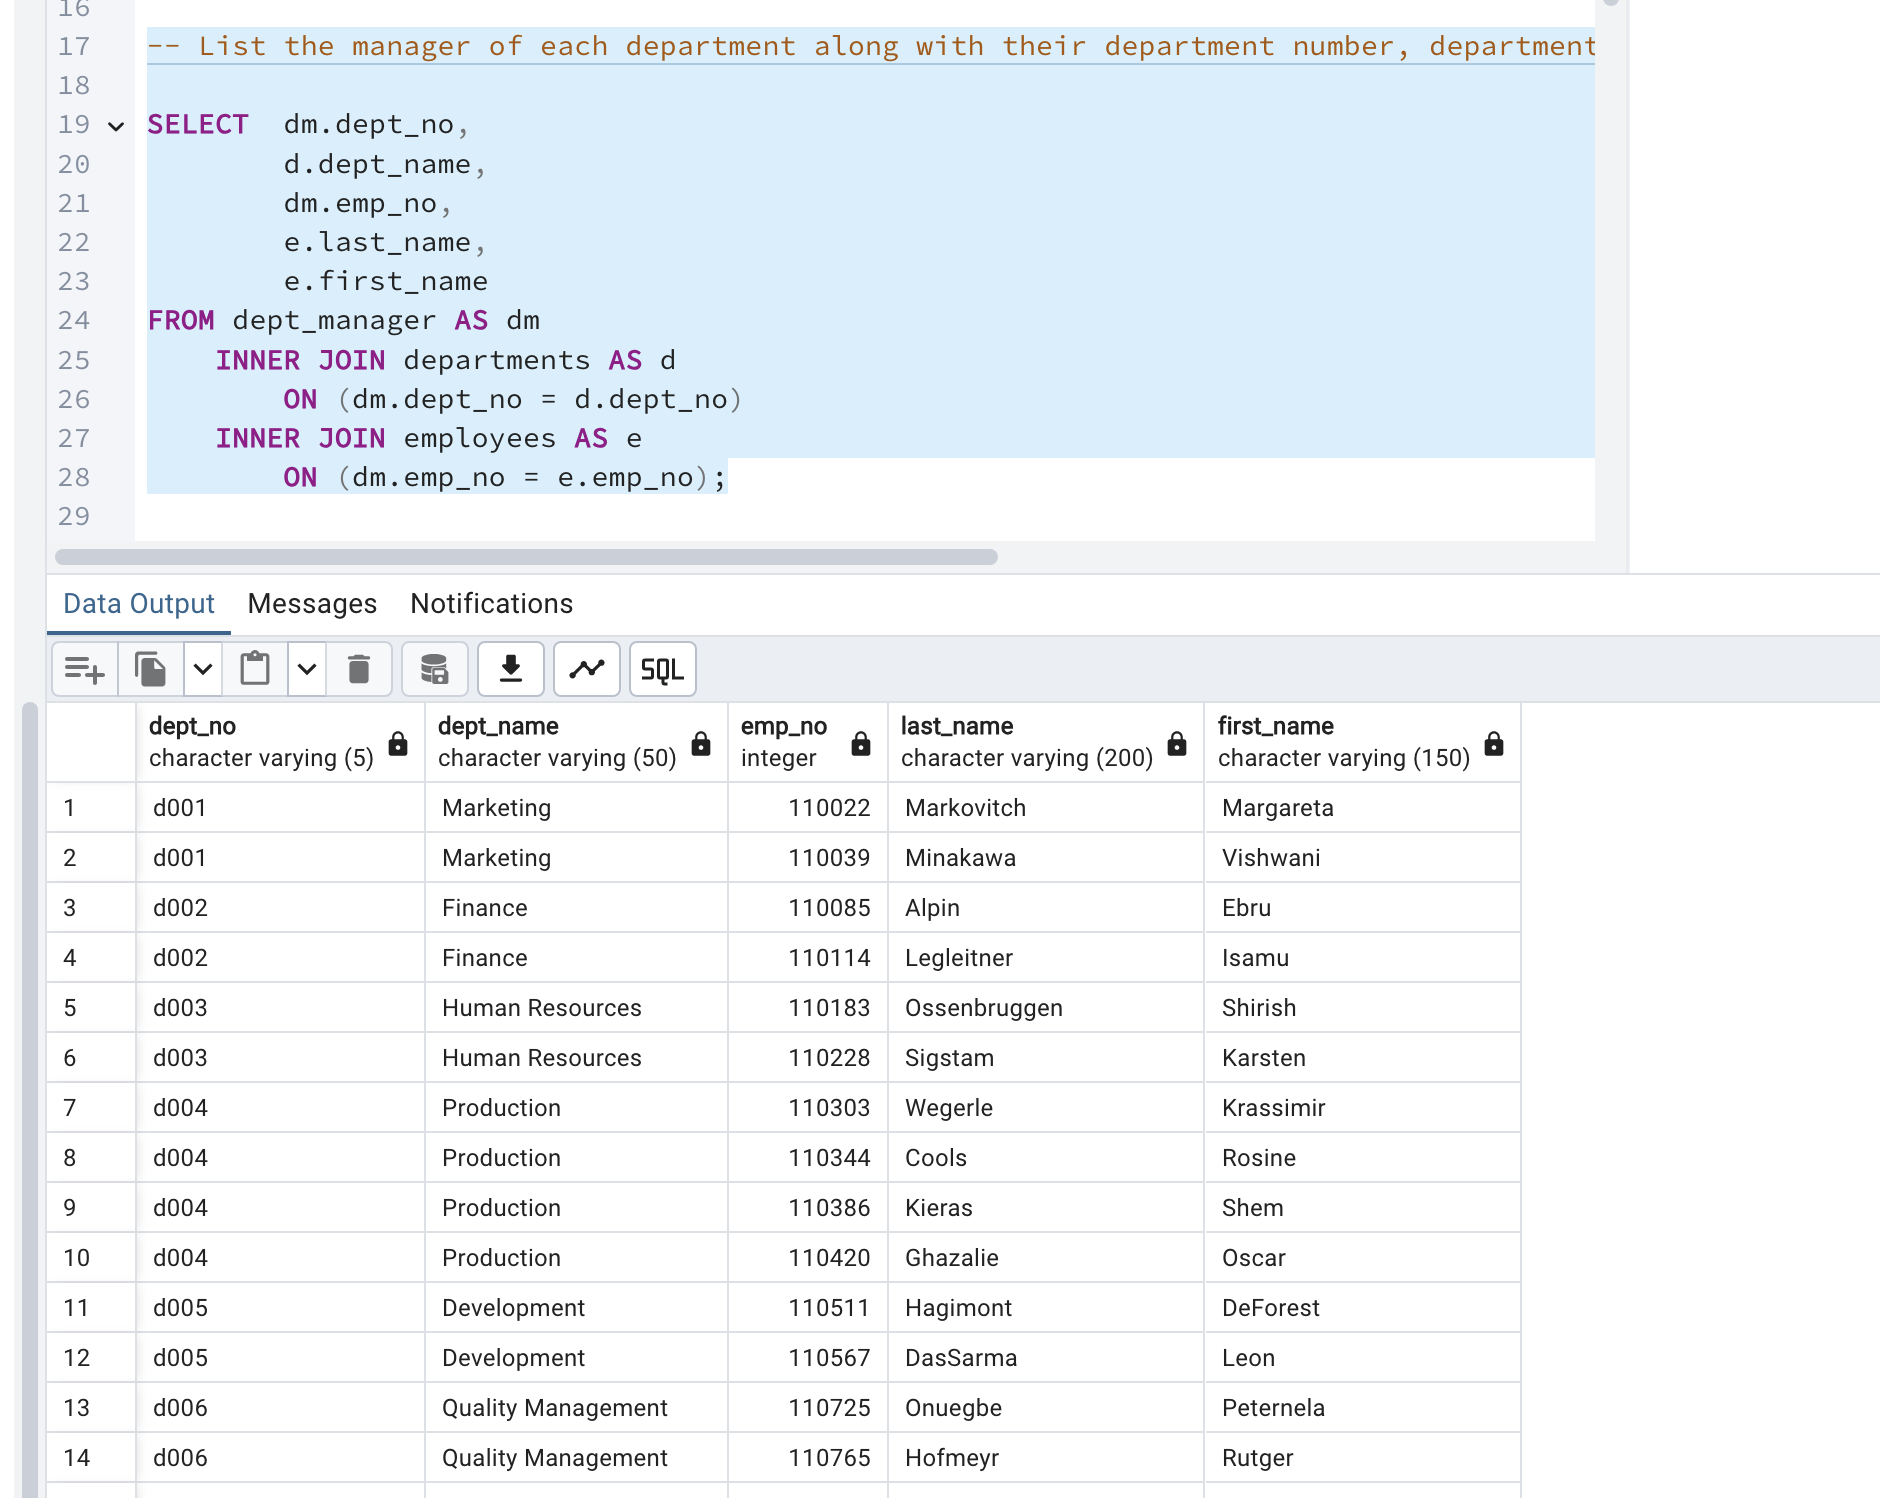 16
17 -- List the manager of each department along with their department number, department
18
19 SELECT  dm.dept_no,
20         d.dept_name,
21         dm.emp_no,
22         e.last_name,
23         e.first_name
24 FROM dept_manager AS dm
25     INNER JOIN departments AS d
26         ON (dm.dept_no = d.dept_no)
27     INNER JOIN employees AS e
28         ON (dm.emp_no = e.emp_no);
29
Data Output Messages Notifications
SQL
dept_no dept_name emp_no last_name first_name
character varying (5) character varying (50) integer character varying (200) character varying (150)
1 d001 Marketing 110022 Markovitch Margareta
2 d001 Marketing 110039 Minakawa Vishwani
3 d002 Finance 110085 Alpin Ebru
4 d002 Finance 110114 Legleitner Isamu
5 d003 Human Resources 110183 Ossenbruggen Shirish
6 d003 Human Resources 110228 Sigstam Karsten
7 d004 Production 110303 Wegerle Krassimir
8 d004 Production 110344 Cools Rosine
9 d004 Production 110386 Kieras Shem
10 d004 Production 110420 Ghazalie Oscar
11 d005 Development 110511 Hagimont DeForest
12 d005 Development 110567 DasSarma Leon
13 d006 Quality Management 110725 Onuegbe Peternela
14 d006 Quality Management 110765 Hofmeyr Rutger